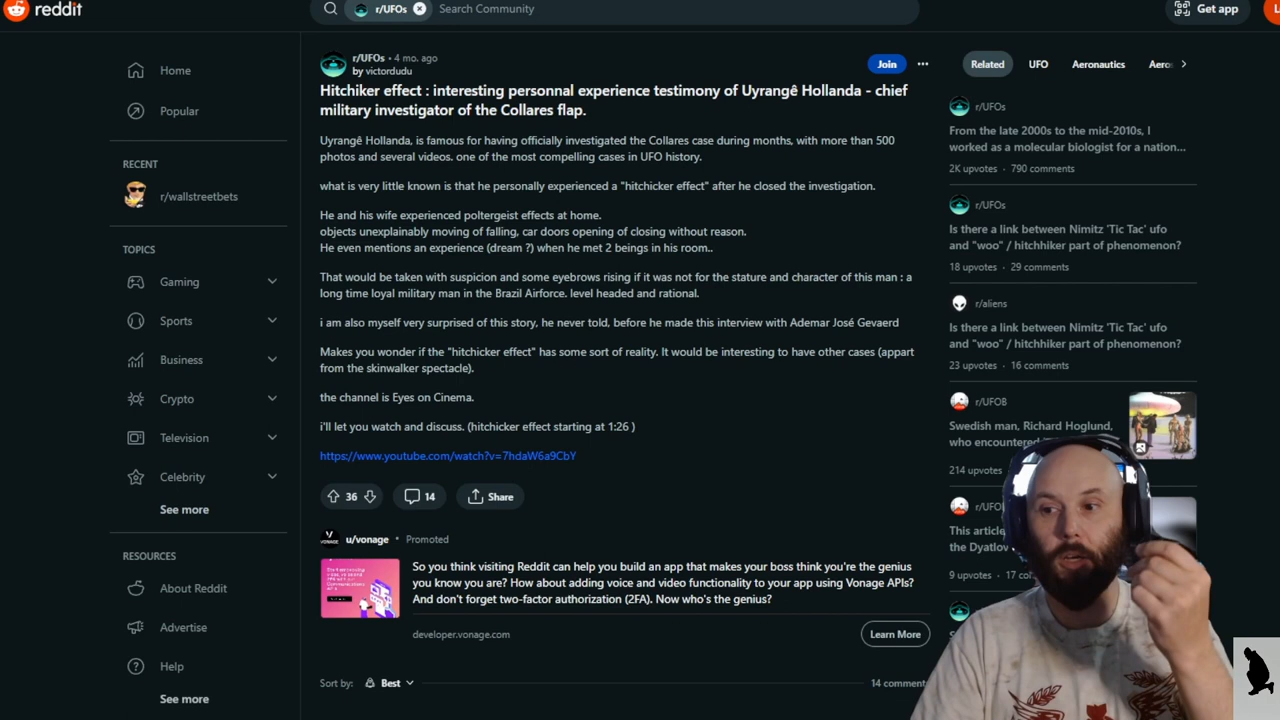 reddit
r/UFOs
Search Community
Get app
Home
Popular
RECENT
r/wallstreetbets
TOPICS
Gaming
Sports
Business
Crypto
Television
Celebrity
See more
RESOURCES
About Reddit
Advertise
Help
See more
r/UFOs • 4 mo. ago
by victordudu
Join
Hitchiker effect : interesting personnal experience testimony of Uyrangê Hollanda - chief
military investigator of the Collares flap.
Uyrangê Hollanda, is famous for having officially investigated the Collares case during months, with more than 500
photos and several videos. one of the most compelling cases in UFO history.
what is very little known is that he personally experienced a "hitchicker effect" after he closed the investigation.
He and his wife experienced poltergeist effects at home.
objects unexplainably moving of falling, car doors opening of closing without reason.
He even mentions an experience (dream ?) when he met 2 beings in his room..
That would be taken with suspicion and some eyebrows rising if it was not for the stature and character of this man : a
long time loyal military man in the Brazil Airforce. level headed and rational.
i am also myself very surprised of this story, he never told, before he made this interview with Ademar José Gevaerd
Makes you wonder if the "hitchicker effect" has some sort of reality. It would be interesting to have other cases (appart
from the skinwalker spectacle).
the channel is Eyes on Cinema.
i'll let you watch and discuss. (hitchicker effect starting at 1:26 )
https://www.youtube.com/watch?v=7hdaW6a9CbY
36
14
Share
u/vonage • Promoted
So you think visiting Reddit can help you build an app that makes your boss think you're the genius
you know you are? How about adding voice and video functionality to your app using Vonage APIs?
And don't forget two-factor authorization (2FA). Now who's the genius?
developer.vonage.com
Learn More
Sort by: Best
14 comment
Related
UFO
Aeronautics
Aero
r/UFOs
From the late 2000s to the mid-2010s, I
worked as a molecular biologist for a nation...
2K upvotes • 790 comments
r/UFOs
Is there a link between Nimitz 'Tic Tac' ufo
and "woo" / hitchhiker part of phenomenon?
18 upvotes • 29 comments
r/aliens
Is there a link between Nimitz 'Tic Tac' ufo
and "woo" / hitchhiker part of phenomenon?
23 upvotes • 16 comments
r/UFOB
Swedish man, Richard Hoglund,
who encountered
214 upvotes
r/UFO
This article
the Dyatlov
9 upvotes • 17 co